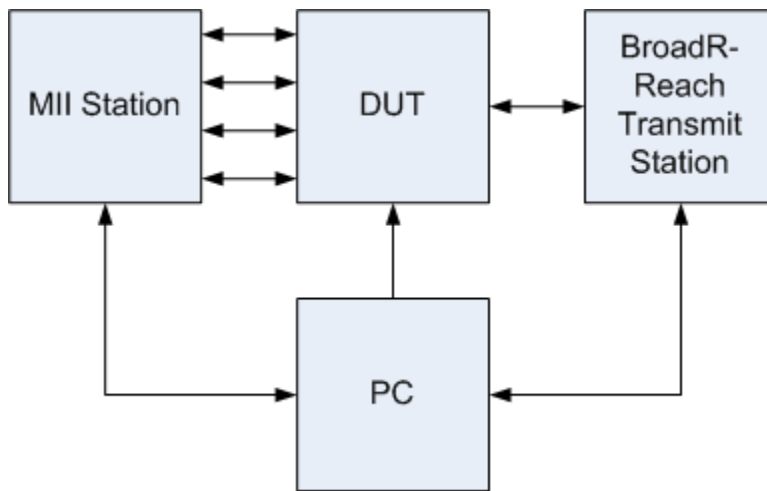 MII Station
DUT
BroadR-
Reach
Transmit
Station
PC